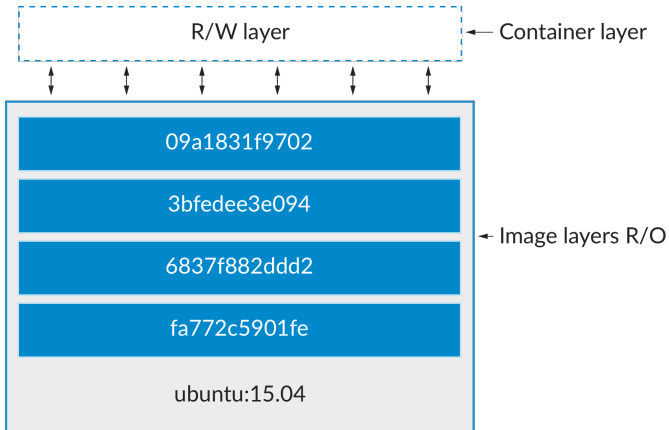 R/W layer
Container layer
09a1831f9702
3bfedee3e094
Image layers R/O
6837f882ddd2
fa772c5901fe
ubuntu:15.04